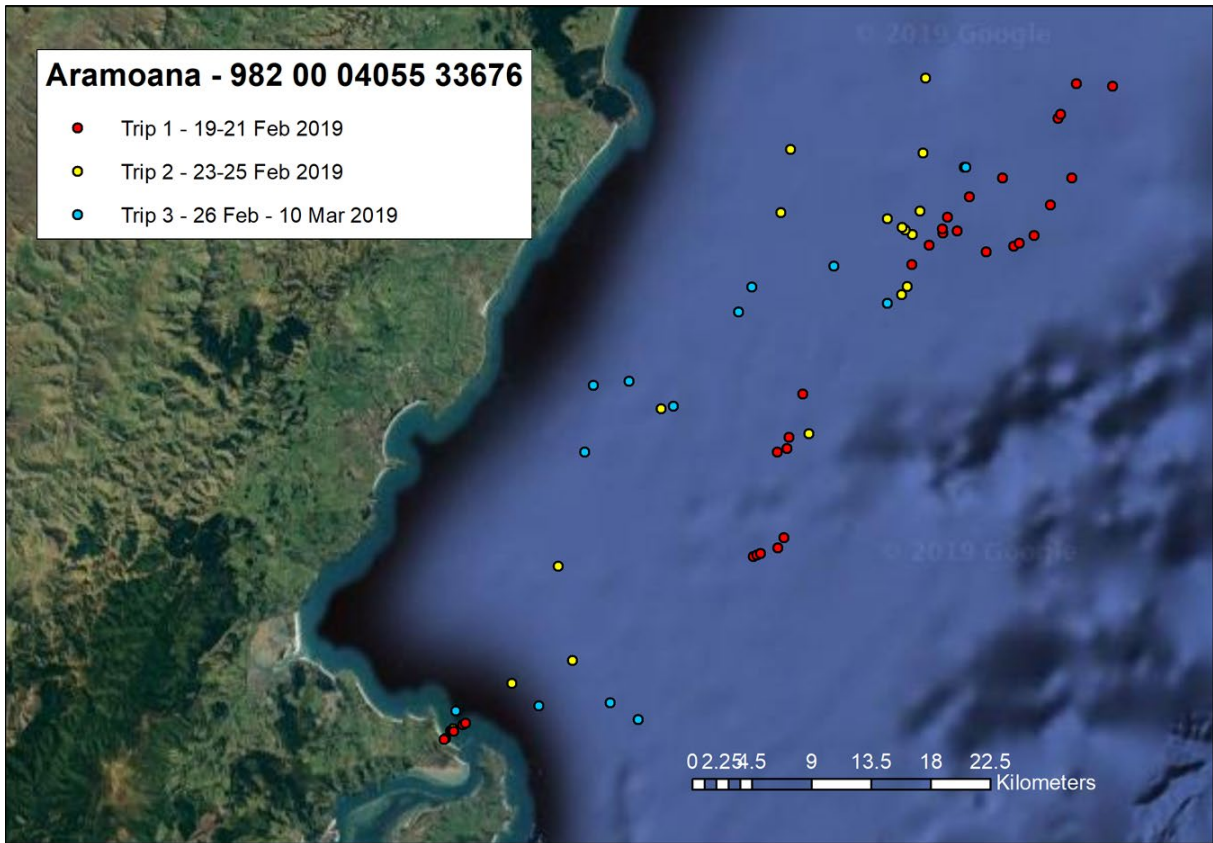 © 2019 Google
Aramoana - 982 00 04055 33676
Trip 1 - 19-21 Feb 2019
Trip 2 - 23-25 Feb 2019
Trip 3 - 26 Feb - 10 Mar 2019
© 2019 Google
0 2.25 4.5 9 13.5 18 22.5
Kilometers